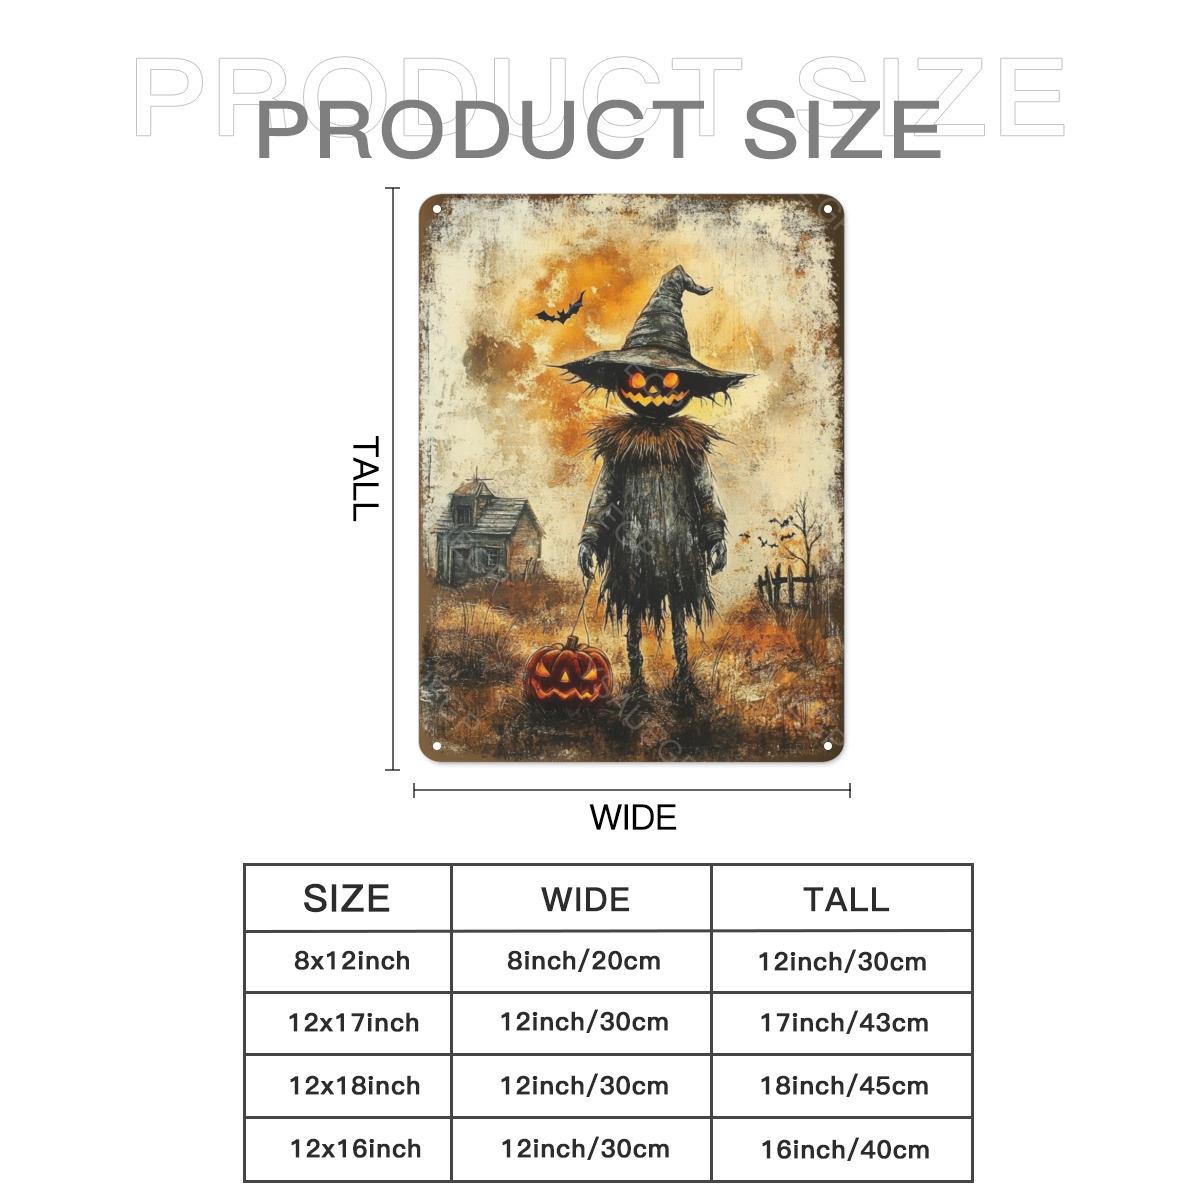 PRODUCT SIZE
PRODUCT SIZE
TALL
WIDE
SIZE WIDE TALL
8x12inch 8inch/20cm 12inch/30cm
12x17inch 12inch/30cm 17inch/43cm
12x18inch 12inch/30cm 18inch/45cm
12x16inch 12inch/30cm 16inch/40cm